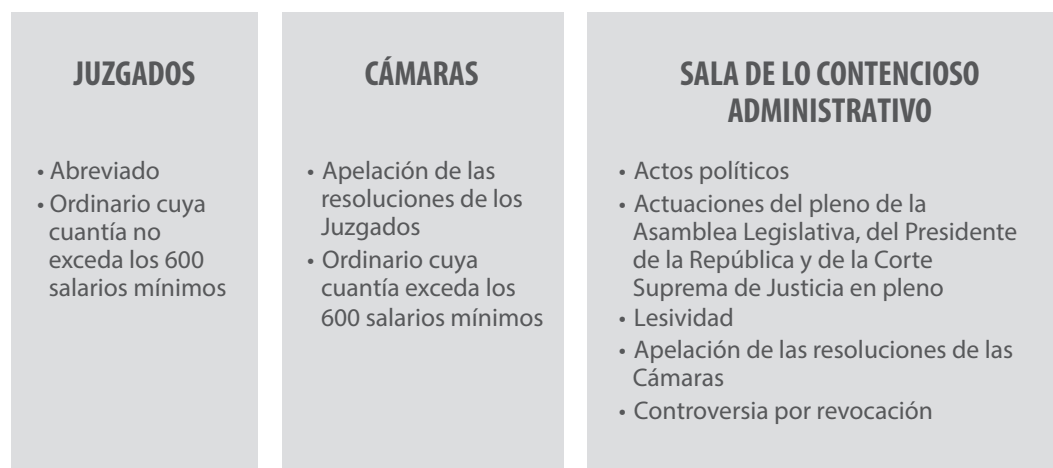 JUZGADOS
• Abreviado
• Ordinario cuya
cuantía no
exceda los 600
salarios mínimos
CÁMARAS
• Apelación de las
resoluciones de los
Juzgados
• Ordinario cuya
cuantía exceda los
600 salarios mínimos
SALA DE LO CONTENCIOSO
ADMINISTRATIVO
• Actos políticos
• Actuaciones del pleno de la
Asamblea Legislativa, del Presidente
de la República y de la Corte
Suprema de Justicia en pleno
• Lesividad
• Apelación de las resoluciones de las
Cámaras
• Controversia por revocación